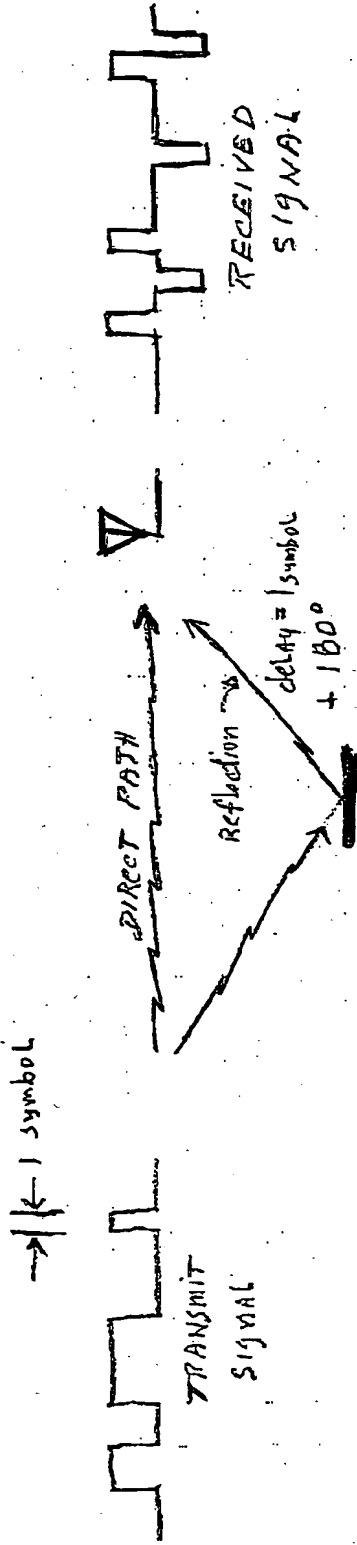 →||← 1 symbol
TRANSMIT
SIGNAL
DIRECT PATH
Reflection →
delay = 1 symbol
+ 180°
RECEIVED
SIGNAL